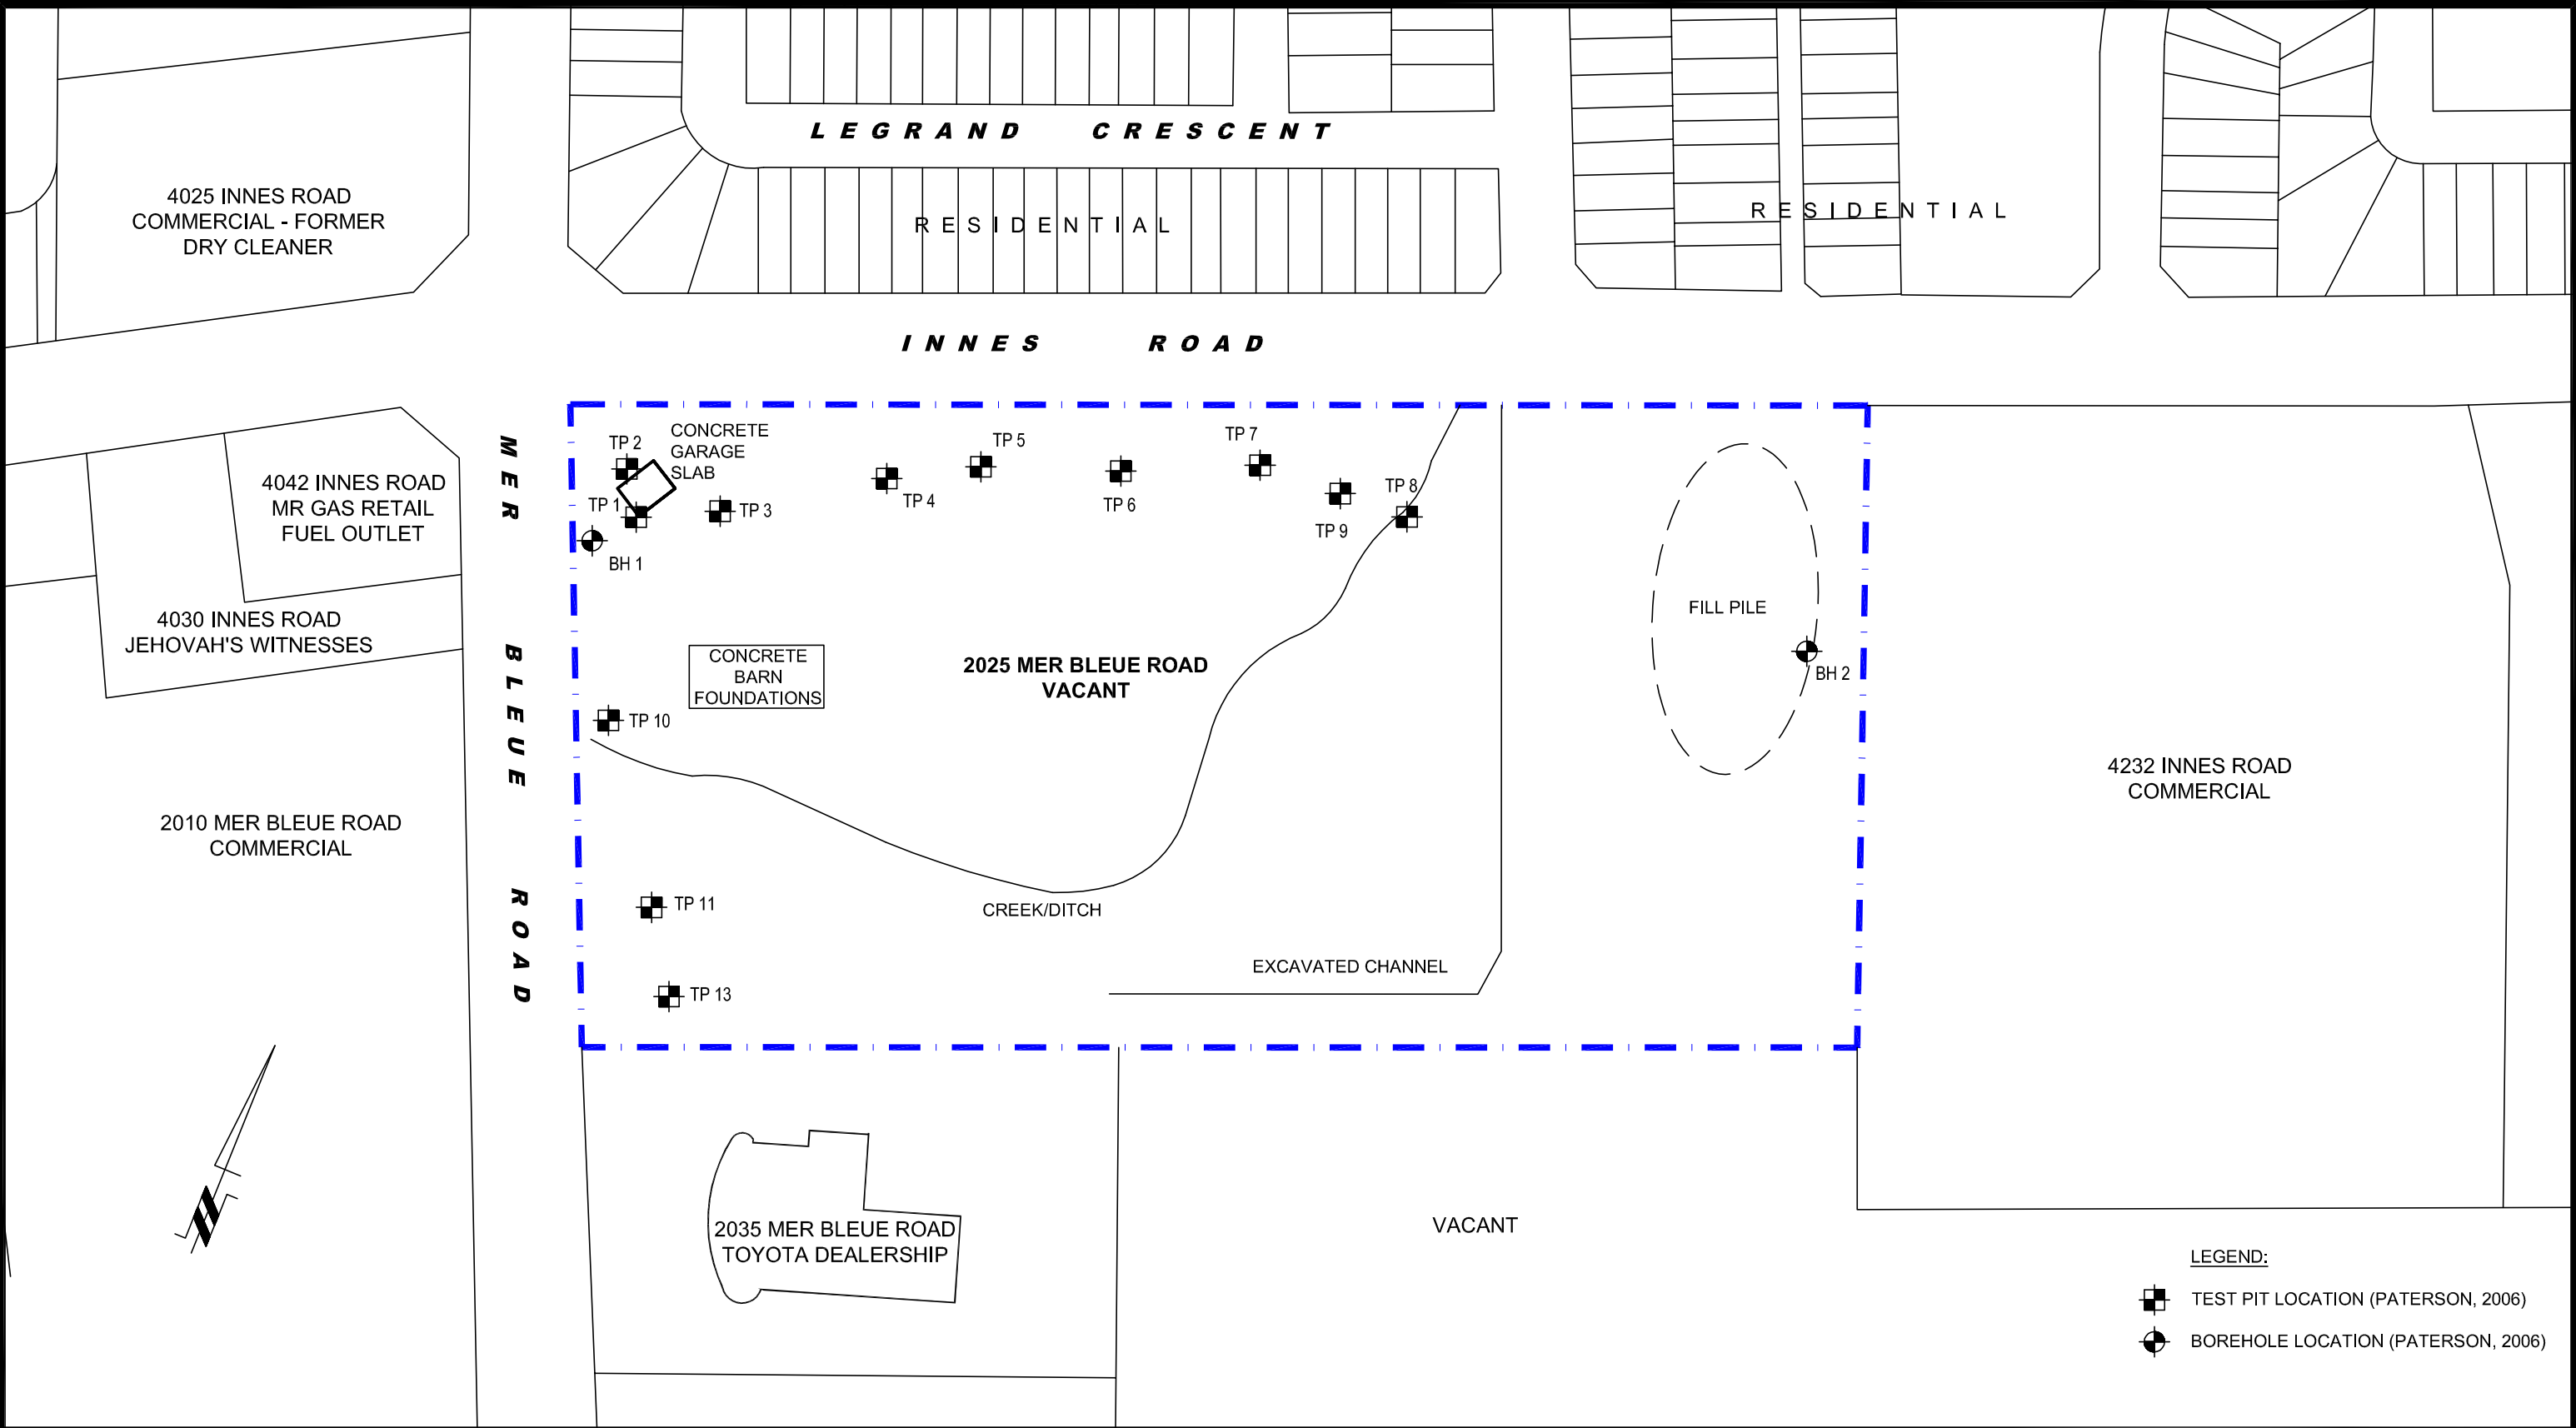 LEGRAND CRESCENT
4025 INNES ROAD
COMMERCIAL - FORMER
DRY CLEANER
RESIDENTIAL
RESIDENTIAL
INNES ROAD
MER BLEUE ROAD
4042 INNES ROAD
MR GAS RETAIL
FUEL OUTLET
4030 INNES ROAD
JEHOVAH'S WITNESSES
2010 MER BLEUE ROAD
COMMERCIAL
TP 2
CONCRETE
GARAGE
SLAB
TP 1
TP 3
BH 1
TP 4
TP 5
TP 6
TP 7
TP 9
TP 8
FILL PILE
BH 2
CONCRETE
BARN
FOUNDATIONS
2025 MER BLEUE ROAD
VACANT
TP 10
4232 INNES ROAD
COMMERCIAL
TP 11
CREEK/DITCH
EXCAVATED CHANNEL
TP 13
2035 MER BLEUE ROAD
TOYOTA DEALERSHIP
VACANT
LEGEND:
TEST PIT LOCATION (PATERSON, 2006)
BOREHOLE LOCATION (PATERSON, 2006)